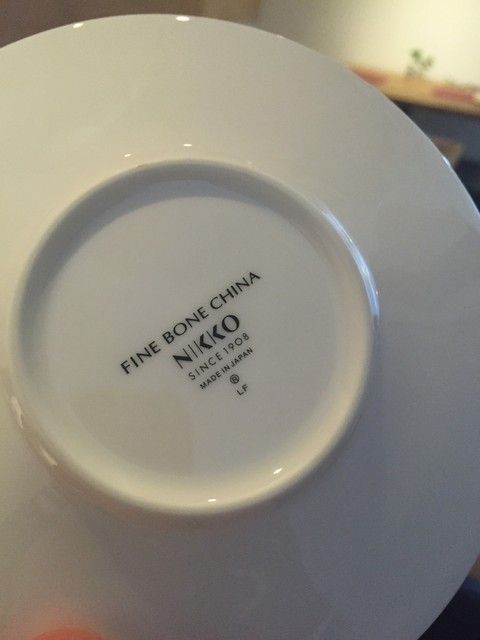 FINE BONE CHINA
NIKKO
SINCE 1908
MADE IN JAPAN
®
LF